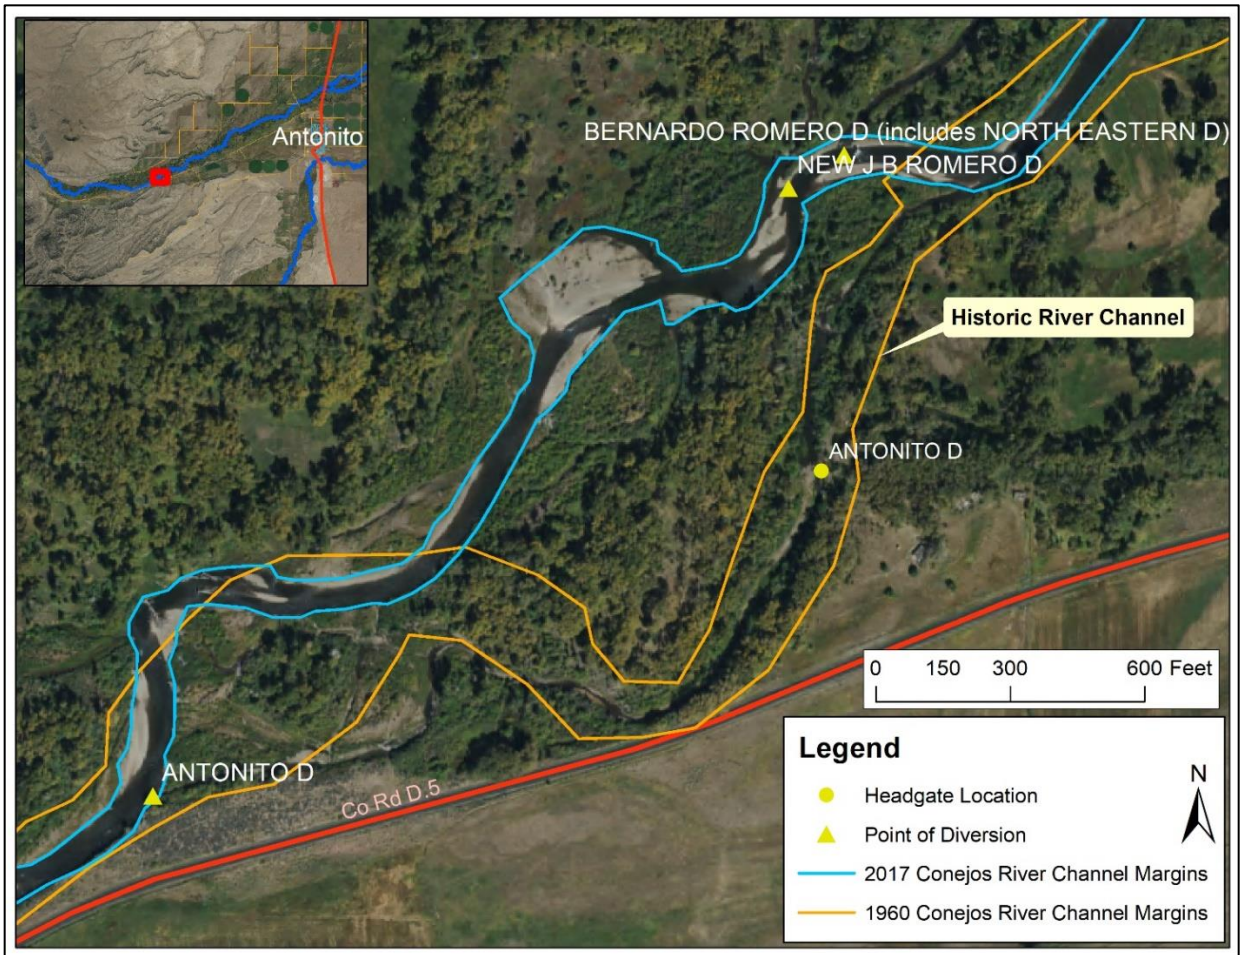 Antonito
BERNARDO ROMERO D (includes NORTH EASTERN D)
NEW J B ROMERO D
Historic River Channel
ANTONITO D
0 150 300 600 Feet
ANTONITO D
Co Rd D.5
Legend
Headgate Location
Point of Diversion
2017 Conejos River Channel Margins
1960 Conejos River Channel Margins
N